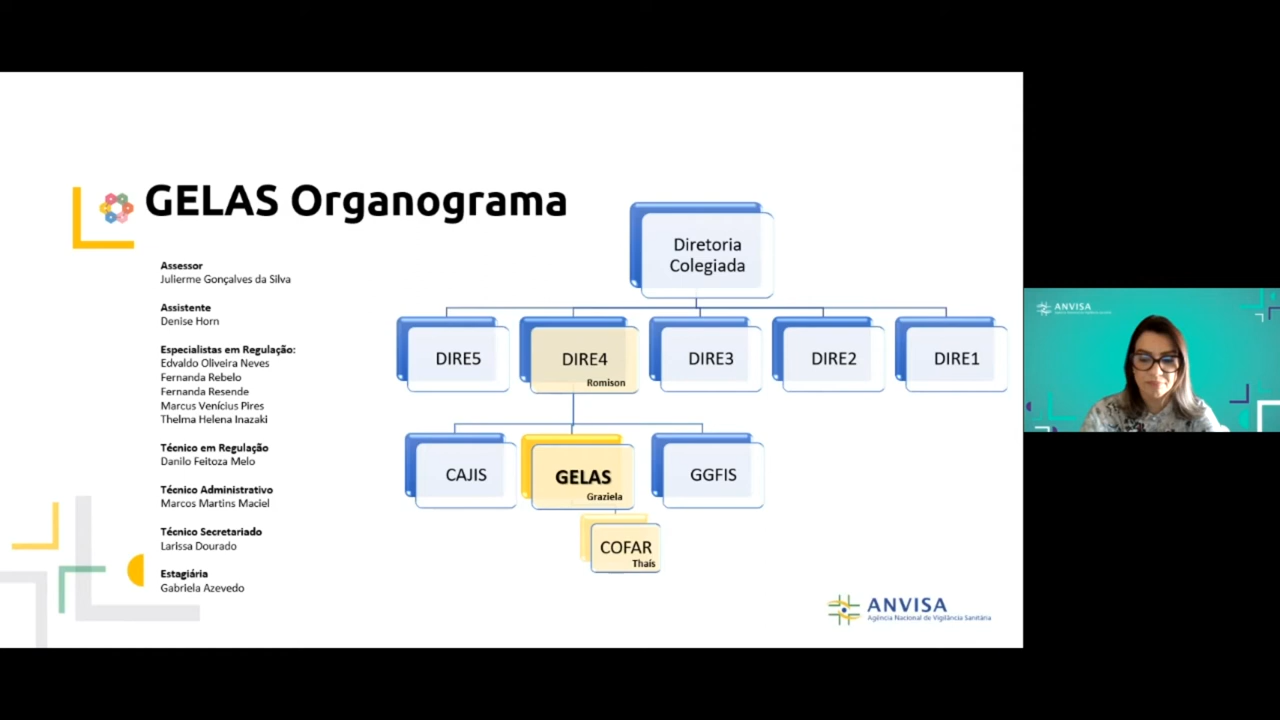 GELAS Organograma
Assessor
Julierme Gonçalves da Silva
Assistente
Denise Horn
Especialistas em Regulação:
Edvaldo Oliveira Neves
Fernanda Rebelo
Fernanda Resende
Marcus Venícius Pires
Thelma Helena Inazaki
Técnico em Regulação
Danilo Feitoza Melo
Técnico Administrativo
Marcos Martins Maciel
Técnico Secretariado
Larissa Dourado
Estagiária
Gabriela Azevedo
Diretoria
Colegiada
DIRE5
DIRE4
Romison
DIRE3
DIRE2
DIRE1
CAJIS
GELAS
Graziela
GGFIS
COFAR
Thaís
ANVISA
Agência Nacional de Vigilância Sanitária
ANVISA